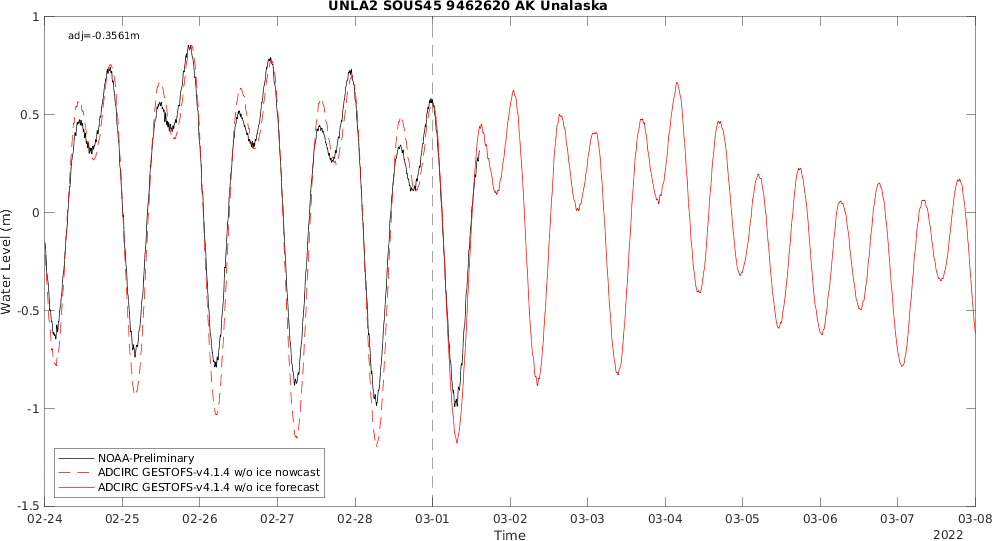 UNLA2 SOUS45 9462620 AK Unalaska
adj=-0.3561m
1
0.5
0
-0.5
-1
-1.5
Water Level (m)
NOAA-Preliminary
ADCIRC GESTOFS-v4.1.4 w/o ice nowcast
ADCIRC GESTOFS-v4.1.4 w/o ice forecast
02-24 02-25 02-26 02-27 02-28 03-01 03-02 03-03 03-04 03-05 03-06 03-07 03-08
Time
2022